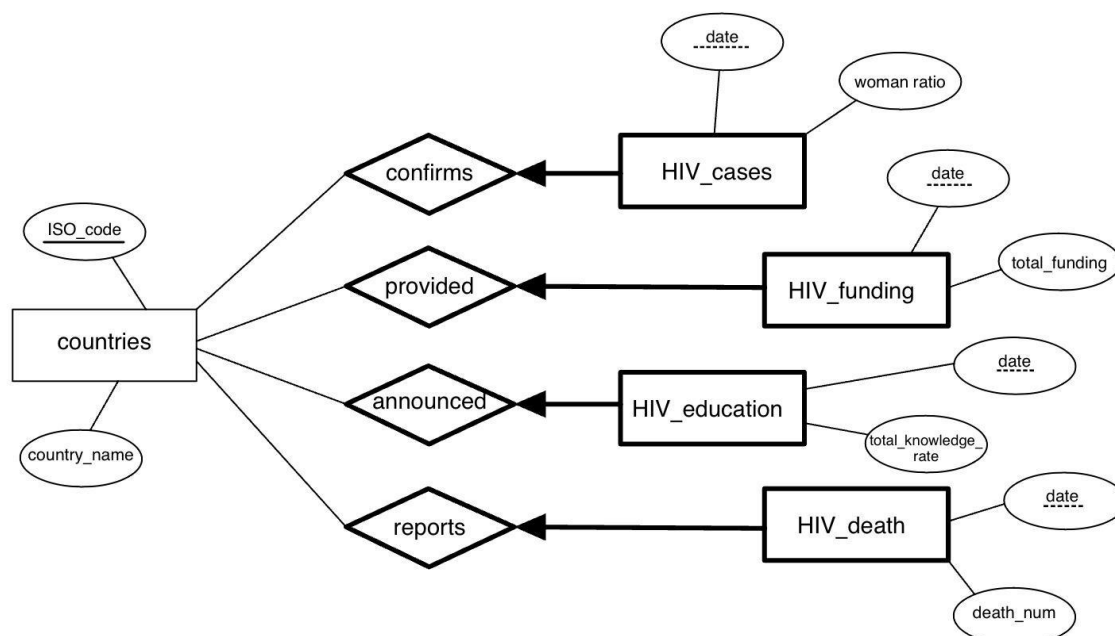 date
woman ratio
confirms
HIV_cases
date
ISO_code
total_funding
provided
HIV_funding
countries
date
announced
HIV_education
total_knowledge_
rate
country_name
date
reports
HIV_death
death_num